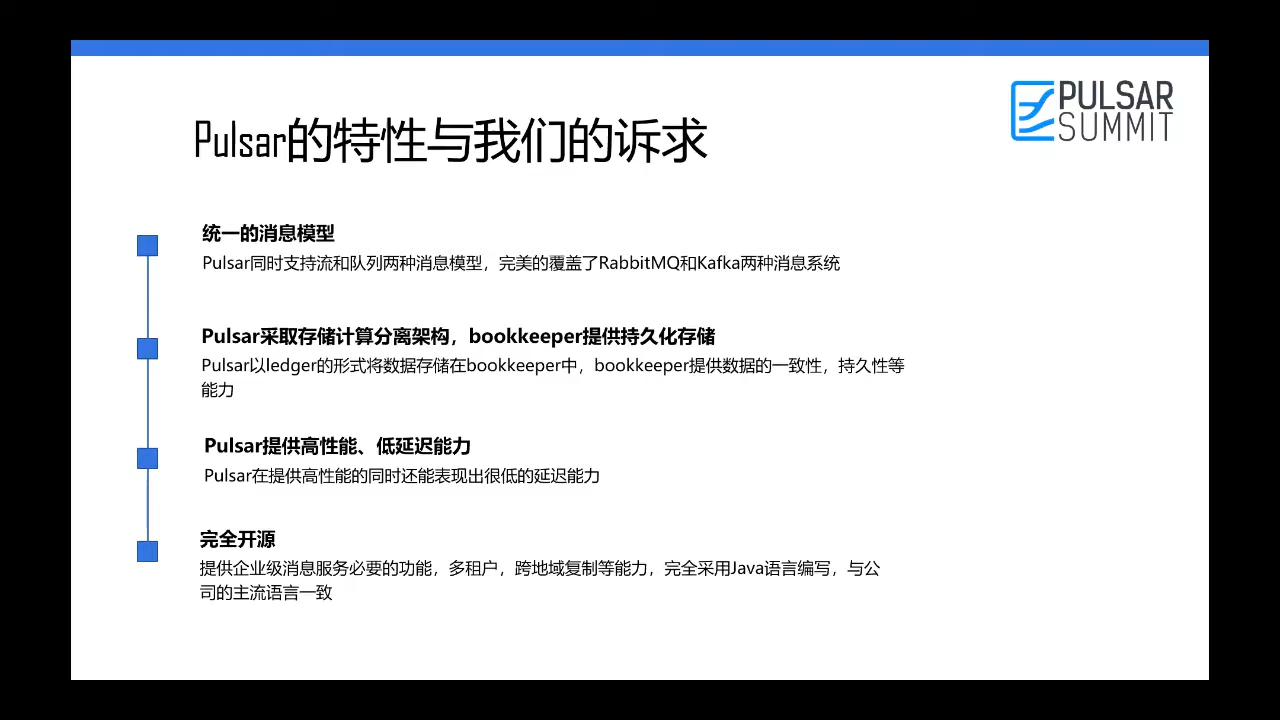 PULSAR
SUMMIT
Pulsar的特性与我们的诉求
统一的消息模型
Pulsar同时支持流和队列两种消息模型，完美的覆盖了RabbitMQ和Kafka两种消息系统
Pulsar采取存储计算分离架构，bookkeeper提供持久化存储
Pulsar以ledger的形式将数据存储在bookkeeper中，bookkeeper提供数据的一致性，持久性等
能力
Pulsar提供高性能、低延迟能力
Pulsar在提供高性能的同时还能表现出很低的延迟能力
完全开源
提供企业级消息服务必要的功能，多租户，跨地域复制等能力，完全采用Java语言编写，与公
司的主流语言一致